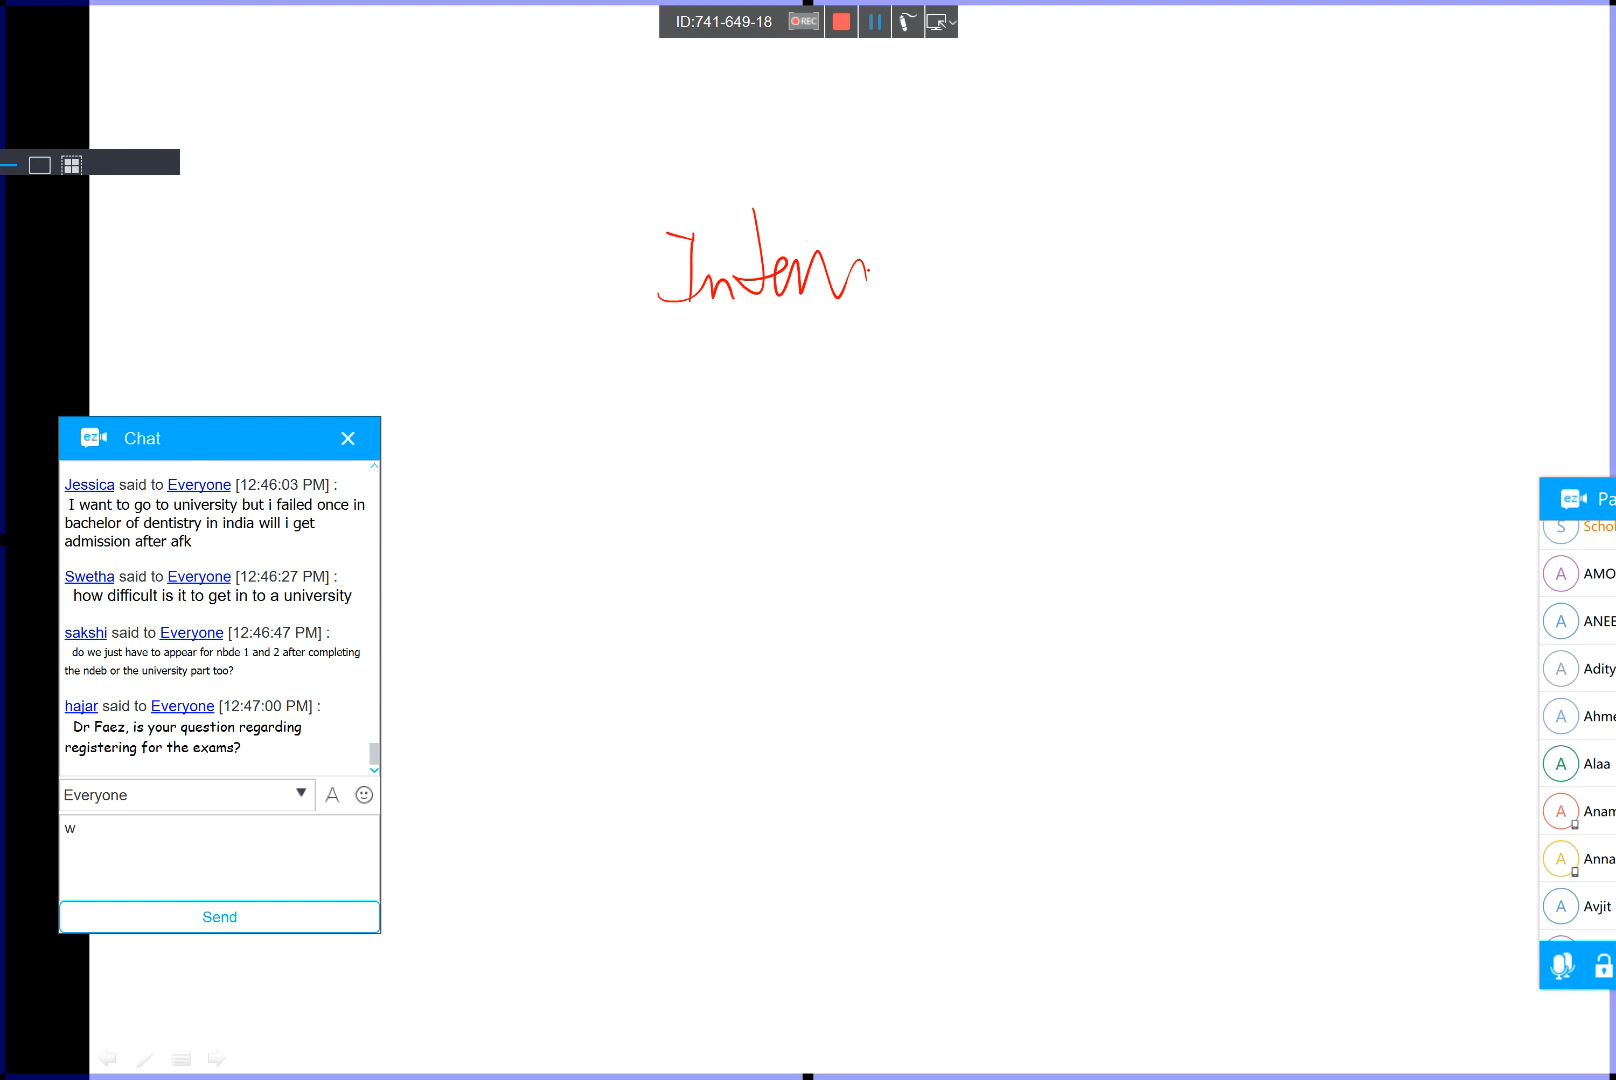 ID:741-649-18
REC
Intern
ez Chat
Jessica said to Everyone [12:46:03 PM] :
I want to go to university but i failed once in
bachelor of dentistry in india will i get
admission after afk
Swetha said to Everyone [12:46:27 PM] :
how difficult is it to get in to a university
sakshi said to Everyone [12:46:47 PM] :
do we just have to appear for nbde 1 and 2 after completing
the ndeb or the university part too?
hajar said to Everyone [12:47:00 PM] :
Dr Faez, is your question regarding
registering for the exams?
Everyone
A
w
Send
ez Pa
S Schol
A AMO
A ANEE
A Adity
A Ahme
A Alaa
A Anam
A Anna
A Avjit